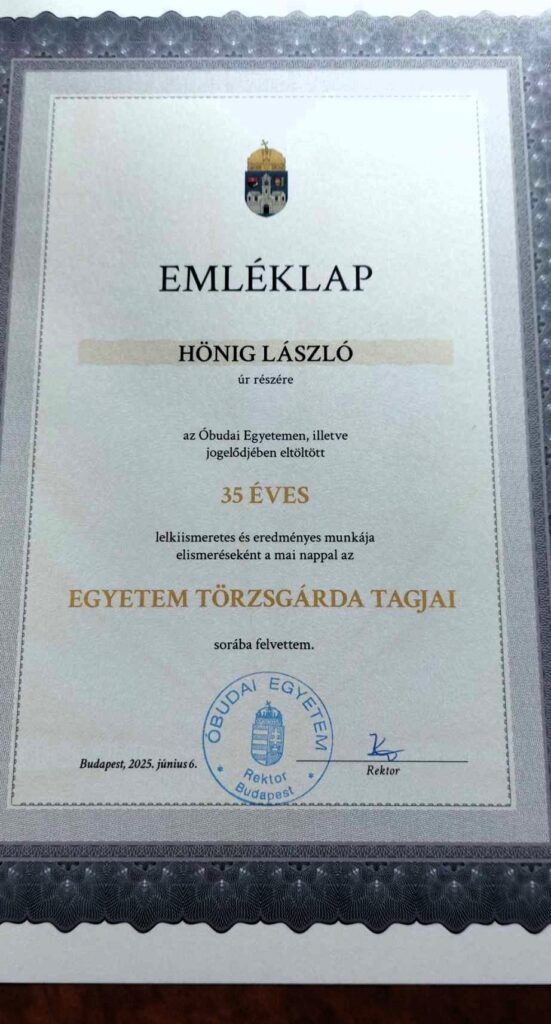 EMLÉKLAP
HÖNIG LÁSZLÓ
úr részére
az Óbudai Egyetemen, illetve
jogelődjében eltöltött
35 ÉVES
lelkiismeretes és eredményes munkája
elismeréseként a mai nappal az
EGYETEM TÖRZSGÁRDA TAGJAI
sorába felvettem.
ÓBUDAI EGYETEM
Rektor
Budapest
Budapest, 2025. június 6.
Rektor